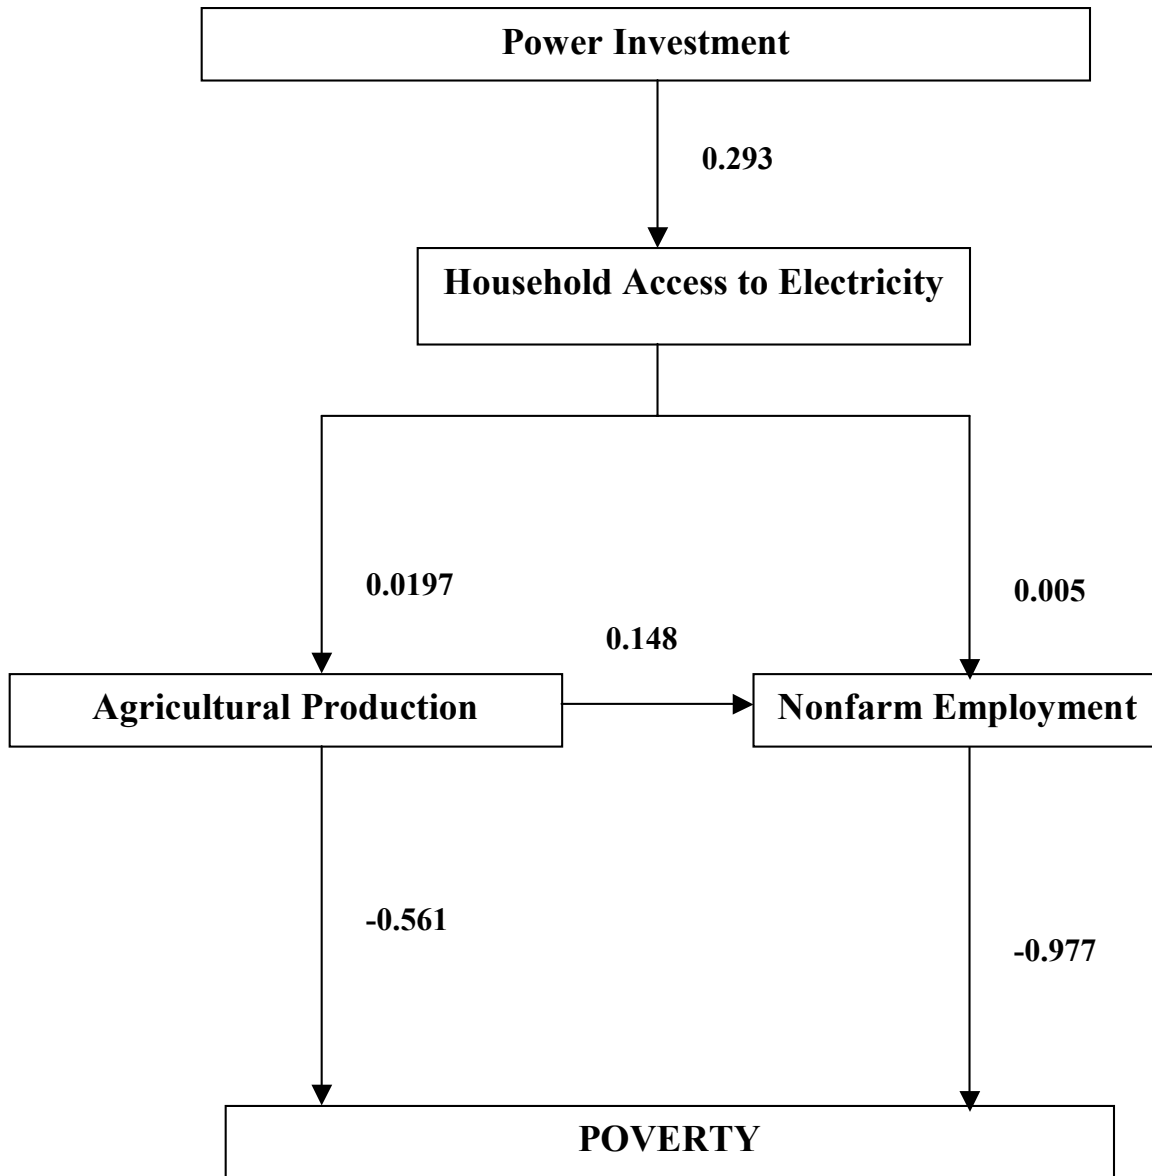 Power Investment
0.293
Household Access to Electricity
0.0197
0.005
0.148
Agricultural Production
Nonfarm Employment
-0.561
-0.977
POVERTY